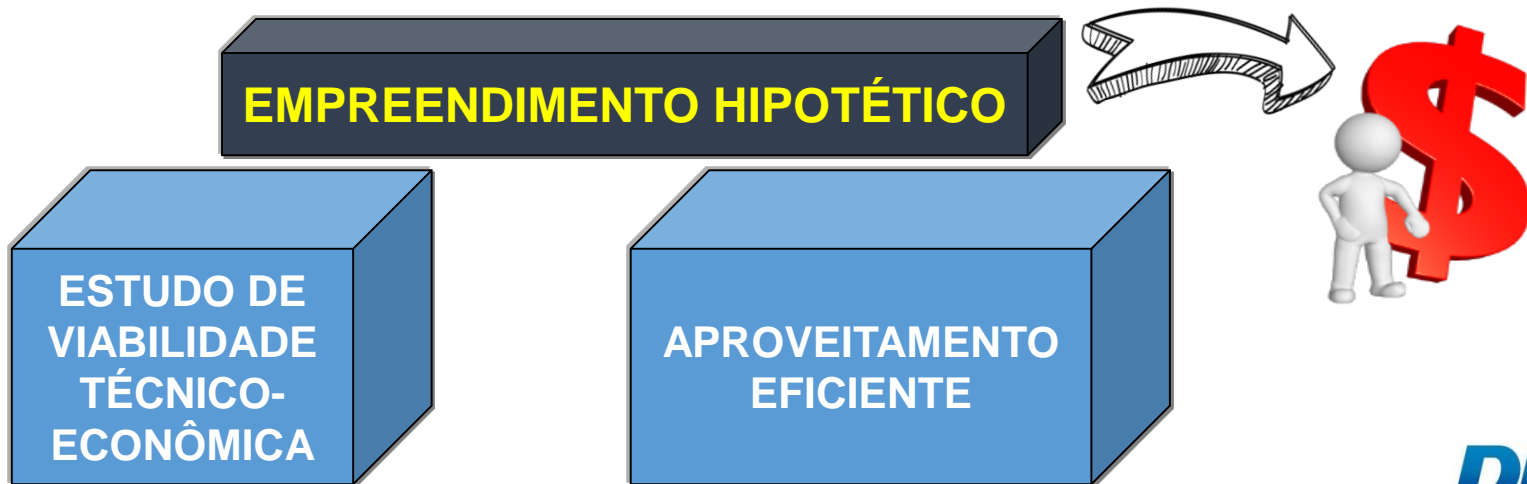 EMPREENDIMENTO HIPOTÉTICO
ESTUDO DE
VIABILIDADE
TÉCNICO-
ECONÔMICA
APROVEITAMENTO
EFICIENTE